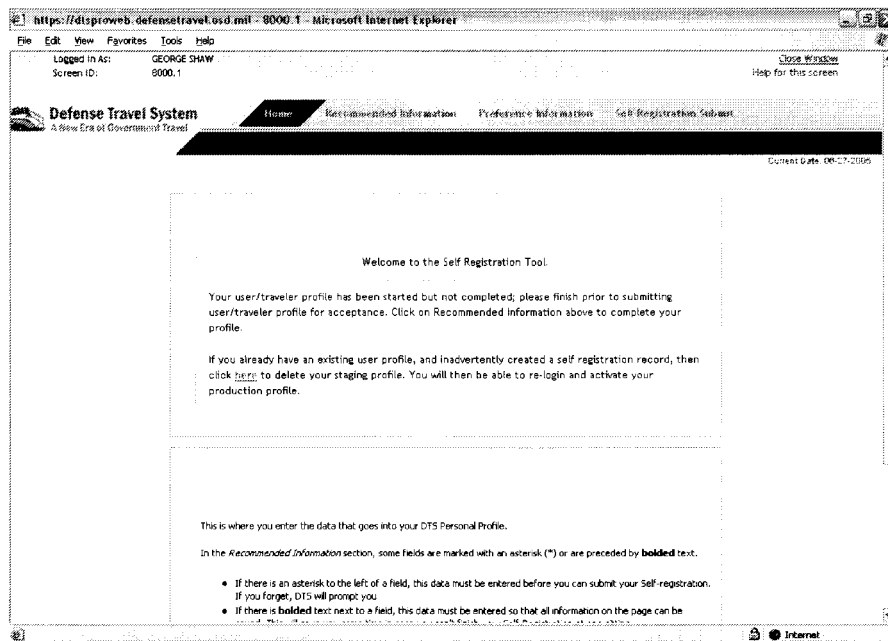 https://dtsproweb.defensetravel.osd.mil - 8000.1 - Microsoft Internet Explorer
File Edit View Favorites Tools Help
Logged In As: GEORGE SHAW Close Window
Screen ID: 8000.1 Help for this screen
Defense Travel System Home Recommended Information Preference Information Self Registration Submit
A New Era of Government Travel
Current Date: 06-27-2006
Welcome to the Self Registration Tool.
Your user/traveler profile has been started but not completed; please finish prior to submitting
user/traveler profile for acceptance. Click on Recommended Information above to complete your
profile.
If you already have an existing user profile, and inadvertently created a self registration record, then
click here to delete your staging profile. You will then be able to re-login and activate your
production profile.
This is where you enter the data that goes into your DTS Personal Profile.
In the Recommended Information section, some fields are marked with an asterisk (*) or are preceded by bolded text.
• If there is an asterisk to the left of a field, this data must be entered before you can submit your Self-registration.
If you forget, DTS will prompt you
• If there is bolded text next to a field, this data must be entered so that all information on the page can be
Internet